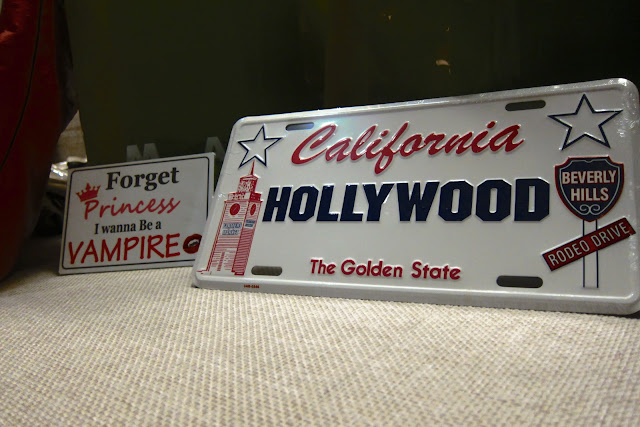 Forget
Princess
I wanna Be a
VAMPIRE
California
HOLLYWOOD
The Golden State
BEVERLY
HILLS
RODEO DRIVE